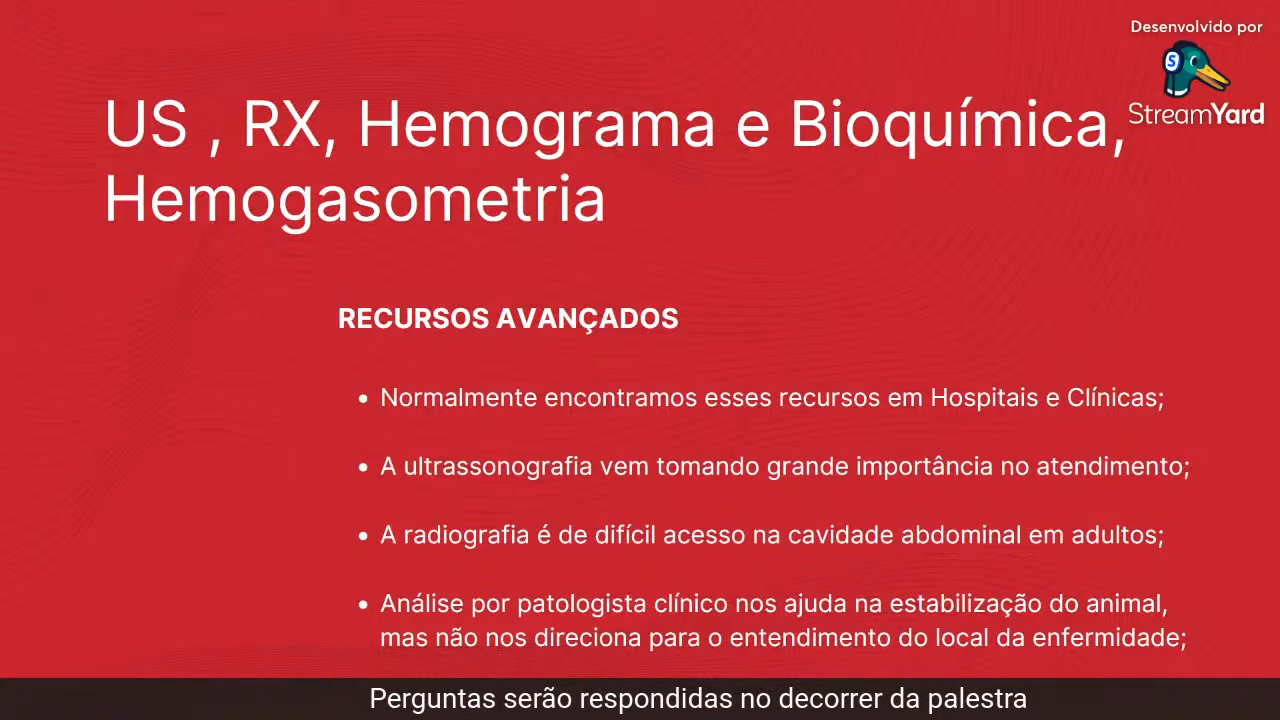 Desenvolvido por
StreamYard
US , RX, Hemograma e Bioquímica,
Hemogasometria
RECURSOS AVANÇADOS
• Normalmente encontramos esses recursos em Hospitais e Clínicas;
• A ultrassonografia vem tomando grande importância no atendimento;
• A radiografia é de difícil acesso na cavidade abdominal em adultos;
• Análise por patologista clínico nos ajuda na estabilização do animal,
mas não nos direciona para o entendimento do local da enfermidade;
Perguntas serão respondidas no decorrer da palestra